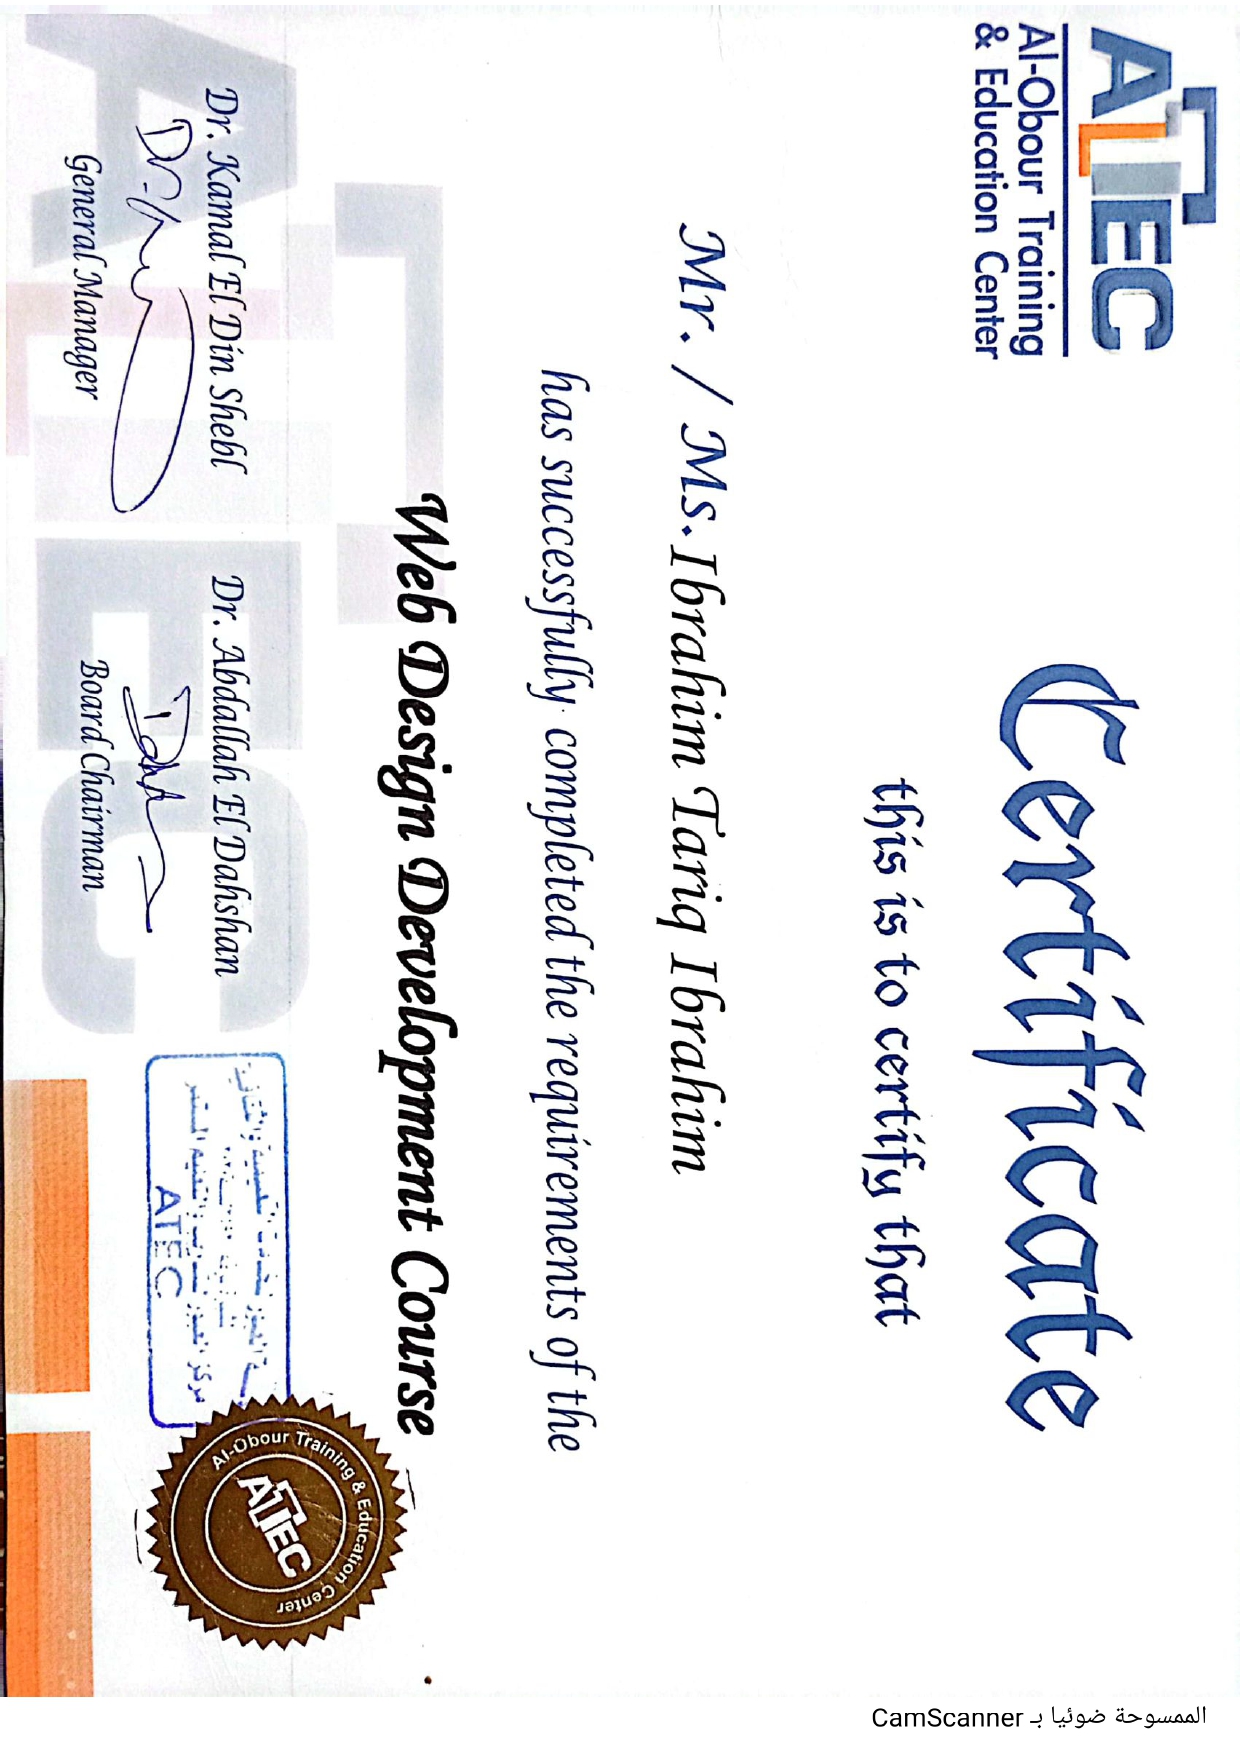 ATEC
Al-Obour Training
& Education Center
Certificate
this is to certify that
Mr. / Ms. Ibrahim Tariq Ibrahim
has successfully completed the requirements of the
Web Design Development Course
Dr. Kamal El Din Shebl
General Manager
Dr. Abdallah El Dahshan
Board Chairman
ATEC
Al-Obour Training & Education Center
ATEC
الممسوحة ضوئيا بـ CamScanner